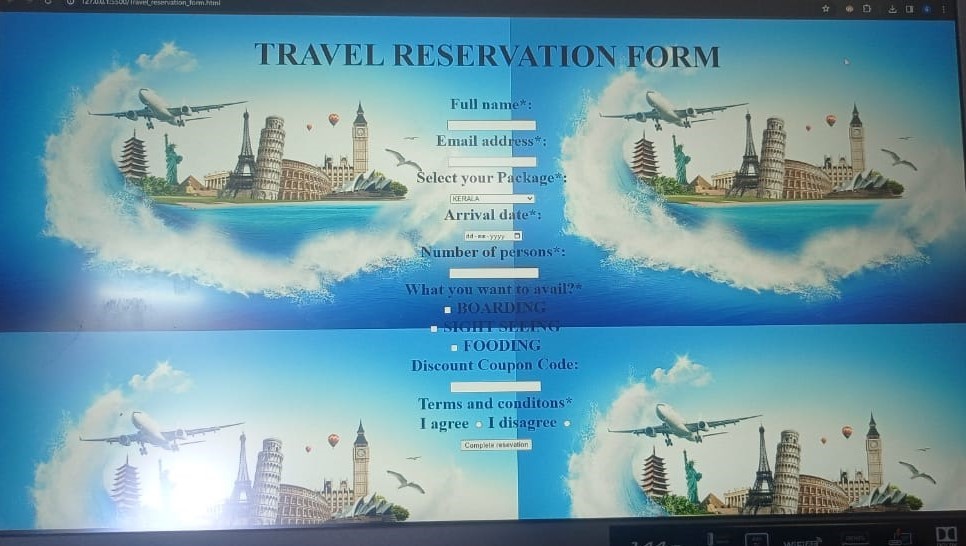 127.0.0.1:5500/Travel_reservation_form.html
TRAVEL RESERVATION FORM
Full name*:
Email address*:
Select your Package*:
KERALA
Arrival date*:
dd-mm-yyyy
Number of persons*:
What you want to avail?*
BOARDING
SIGHT SEEING
FOODING
Discount Coupon Code:
Terms and conditons*
I agree I disagree
Complete resevation